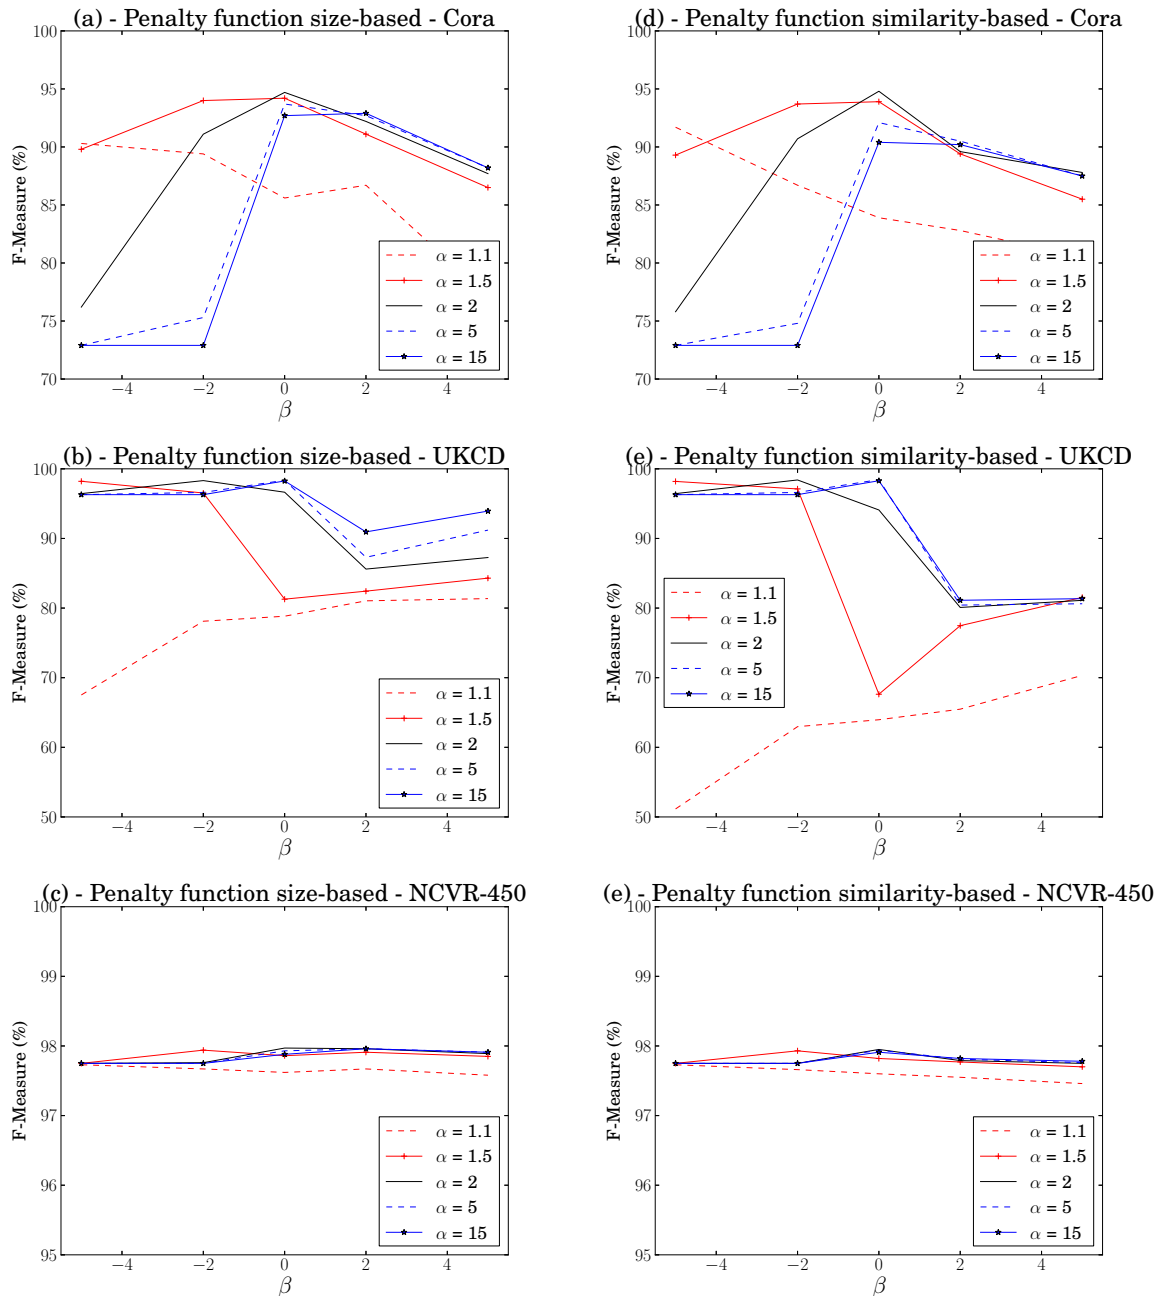 (a) - Penalty function size-based - Cora
100
95
90
85
80
75
70
F-Measure (%)
−4 −2 0 2 4
β
α = 1.1
α = 1.5
α = 2
α = 5
α = 15
(d) - Penalty function similarity-based - Cora
100
95
90
85
80
75
70
F-Measure (%)
−4 −2 0 2 4
β
α = 1.1
α = 1.5
α = 2
α = 5
α = 15
(b) - Penalty function size-based - UKCD
100
90
80
70
60
50
F-Measure (%)
−4 −2 0 2 4
β
α = 1.1
α = 1.5
α = 2
α = 5
α = 15
(e) - Penalty function similarity-based - UKCD
100
90
80
70
60
50
F-Measure (%)
−4 −2 0 2 4
β
α = 1.1
α = 1.5
α = 2
α = 5
α = 15
(c) - Penalty function size-based - NCVR-450
100
99
98
97
96
95
F-Measure (%)
−4 −2 0 2 4
β
α = 1.1
α = 1.5
α = 2
α = 5
α = 15
(e) - Penalty function similarity-based - NCVR-450
100
99
98
97
96
95
F-Measure (%)
−4 −2 0 2 4
β
α = 1.1
α = 1.5
α = 2
α = 5
α = 15